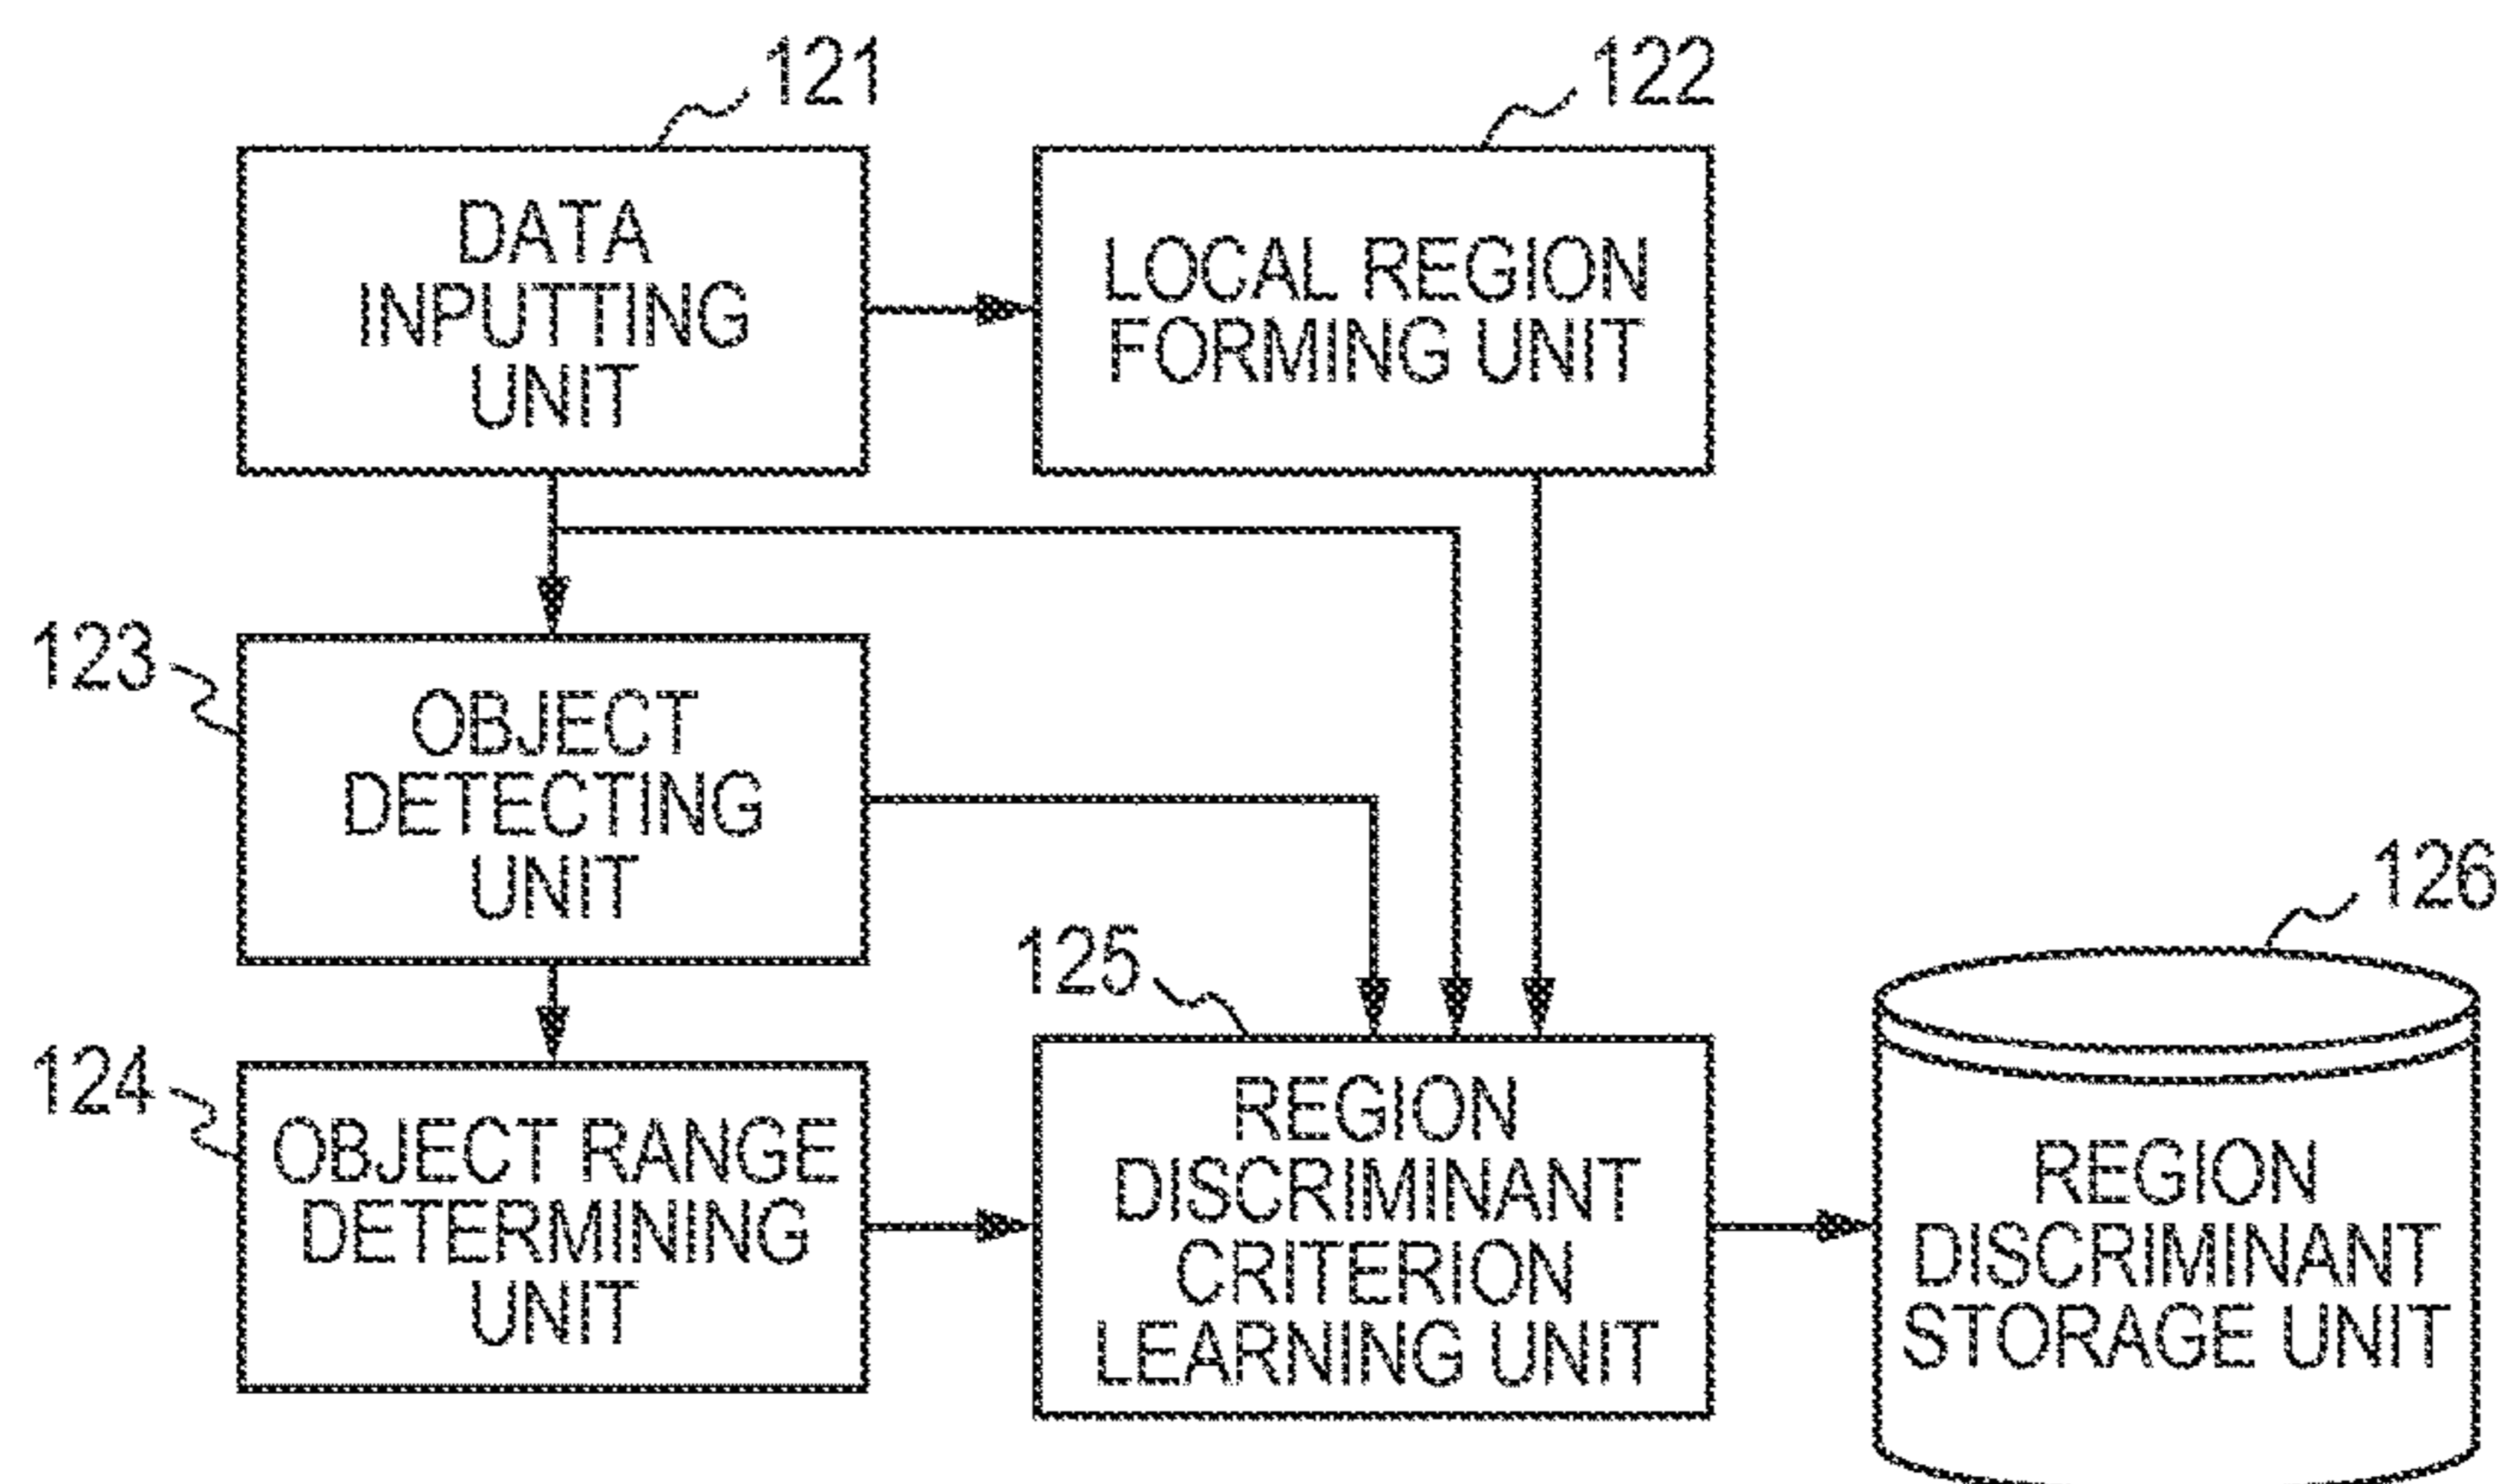 121
DATA
INPUTTING
UNIT
122
LOCAL REGION
FORMING UNIT
123
OBJECT
DETECTING
UNIT
124
OBJECT RANGE
DETERMINING
UNIT
125
REGION
DISCRIMINANT
CRITERION
LEARNING UNIT
126
REGION
DISCRIMINANT
STORAGE UNIT